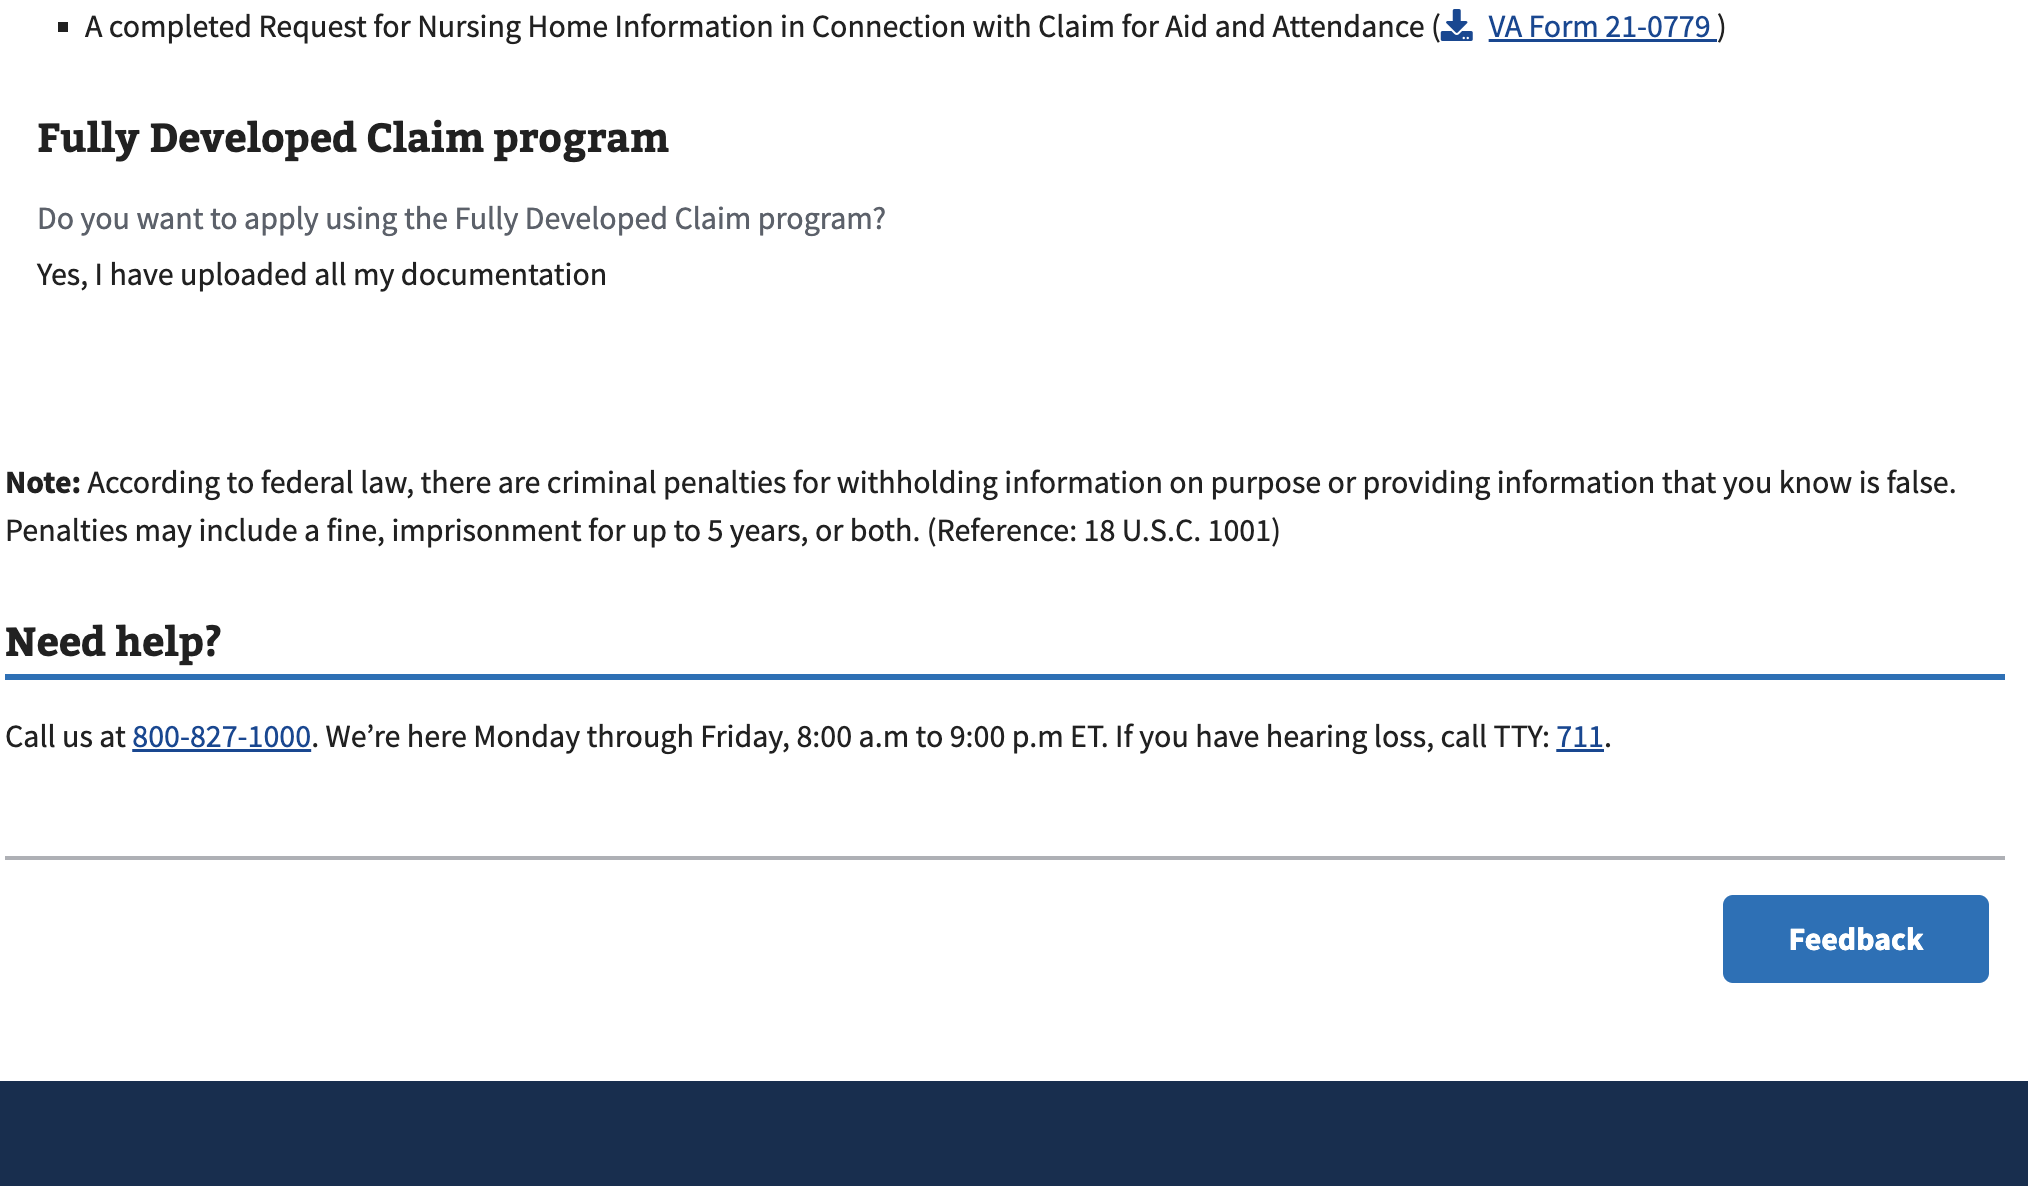 ▪ A completed Request for Nursing Home Information in Connection with Claim for Aid and Attendance (VA Form 21-0779 )
Fully Developed Claim program
Do you want to apply using the Fully Developed Claim program?
Yes, I have uploaded all my documentation
Note: According to federal law, there are criminal penalties for withholding information on purpose or providing information that you know is false.
Penalties may include a fine, imprisonment for up to 5 years, or both. (Reference: 18 U.S.C. 1001)
Need help?
Call us at 800-827-1000. We’re here Monday through Friday, 8:00 a.m to 9:00 p.m ET. If you have hearing loss, call TTY: 711.
Feedback